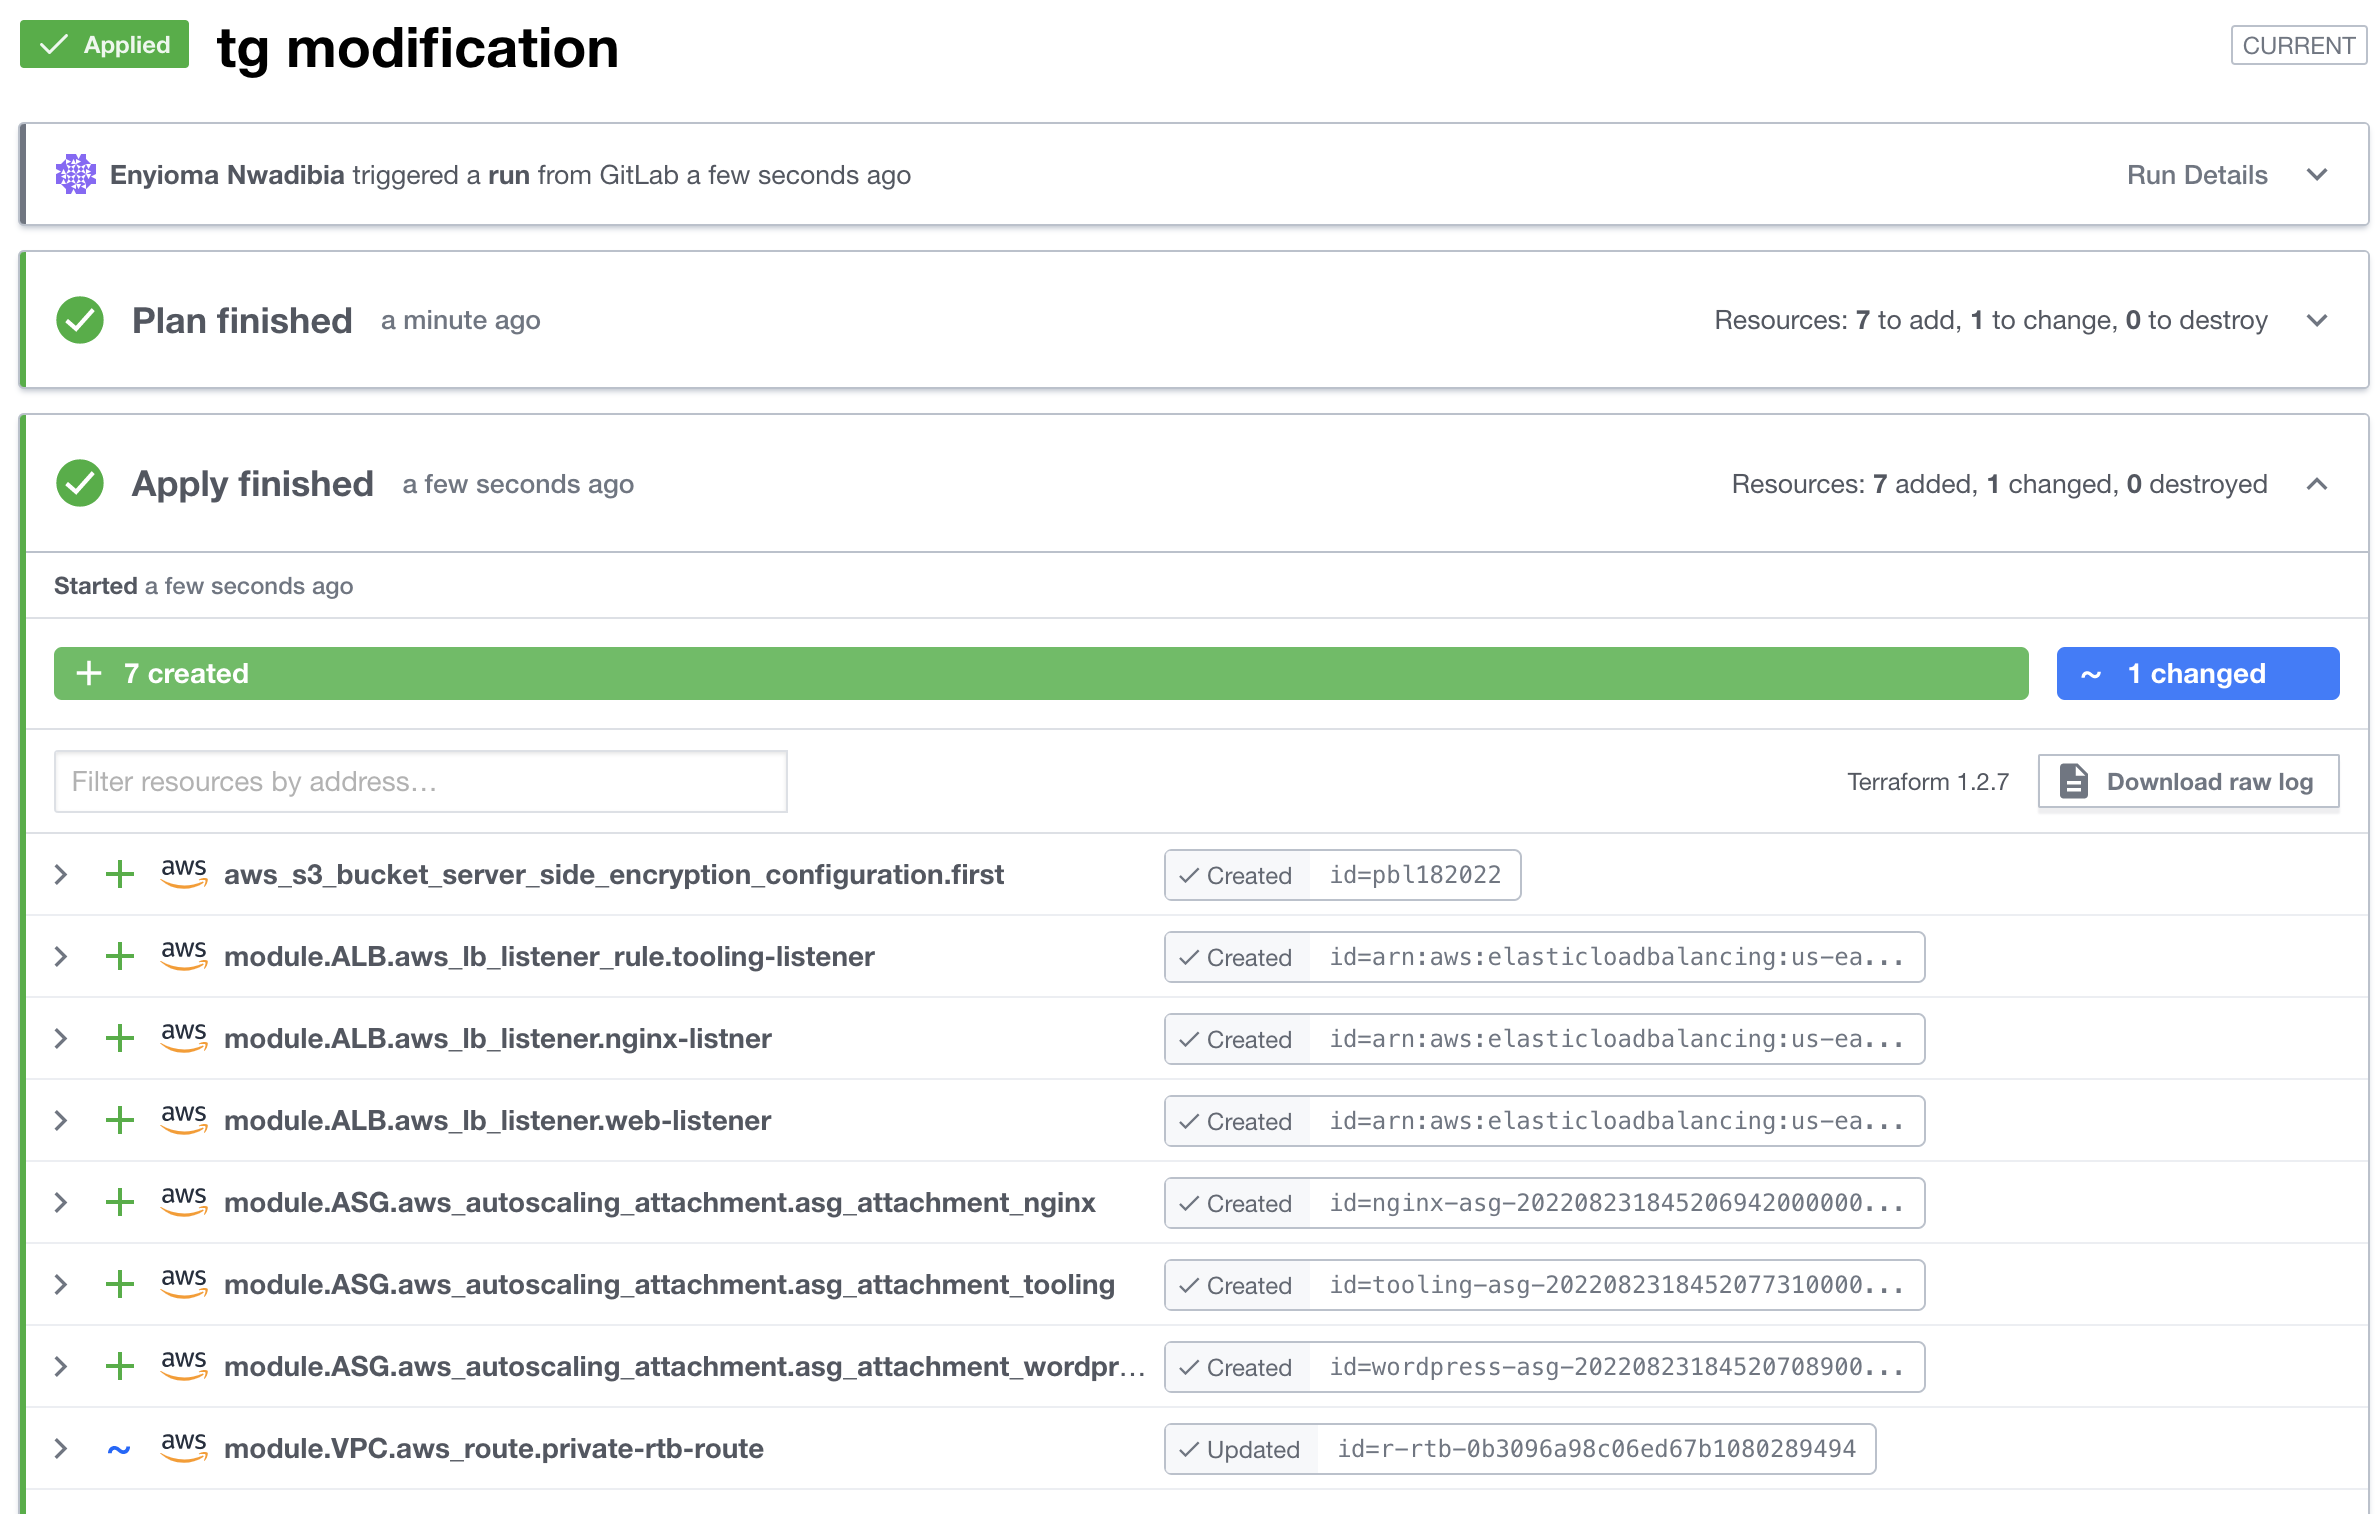 Applied
tg modification
CURRENT
Enyioma Nwadibia triggered a run from GitLab a few seconds ago
Run Details
Plan finished a minute ago
Resources: 7 to add, 1 to change, 0 to destroy
Apply finished a few seconds ago
Resources: 7 added, 1 changed, 0 destroyed
Started a few seconds ago
+ 7 created
~ 1 changed
Filter resources by address…
Terraform 1.2.7
Download raw log
+ aws aws_s3_bucket_server_side_encryption_configuration.first Created id=pbl182022
+ aws module.ALB.aws_lb_listener_rule.tooling-listener Created id=arn:aws:elasticloadbalancing:us-ea...
+ aws module.ALB.aws_lb_listener.nginx-listner Created id=arn:aws:elasticloadbalancing:us-ea...
+ aws module.ALB.aws_lb_listener.web-listener Created id=arn:aws:elasticloadbalancing:us-ea...
+ aws module.ASG.aws_autoscaling_attachment.asg_attachment_nginx Created id=nginx-asg-202208231845206942000000...
+ aws module.ASG.aws_autoscaling_attachment.asg_attachment_tooling Created id=tooling-asg-2022082318452077310000...
+ aws module.ASG.aws_autoscaling_attachment.asg_attachment_wordpr... Created id=wordpress-asg-20220823184520708900...
~ aws module.VPC.aws_route.private-rtb-route Updated id=r-rtb-0b3096a98c06ed67b1080289494